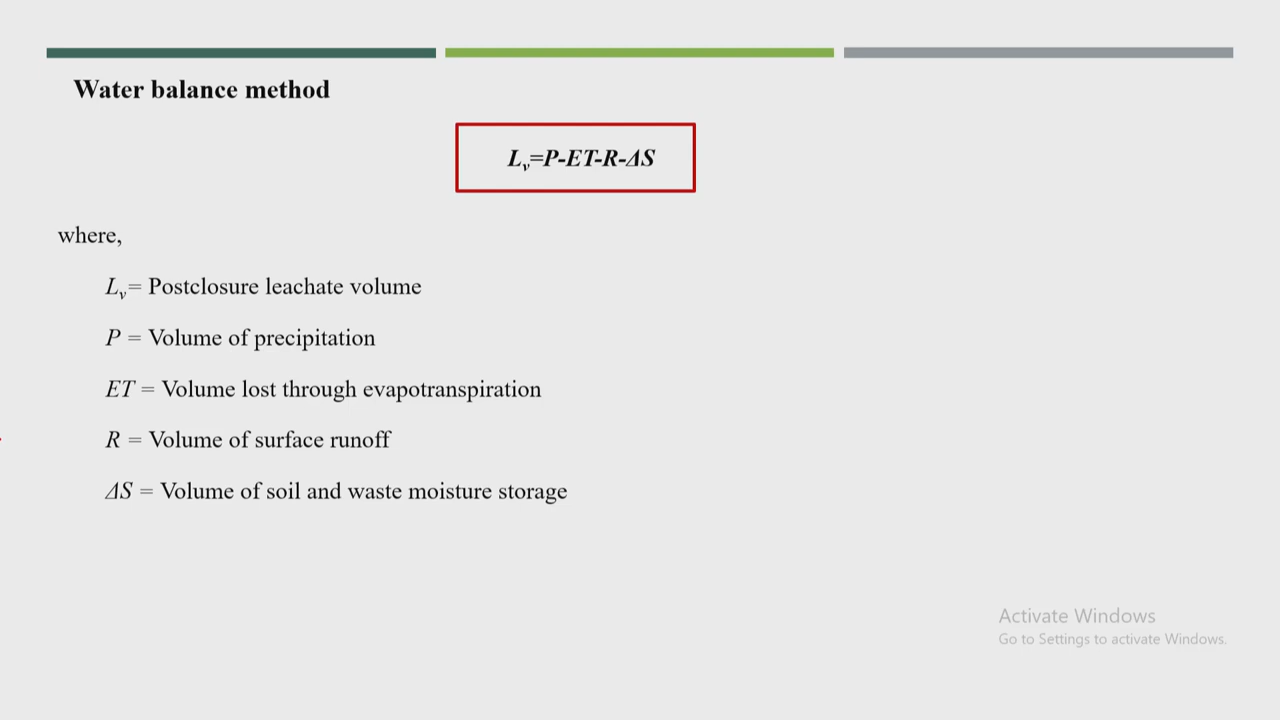 Water balance method
Lv=P-ET-R-ΔS
where,
Lv= Postclosure leachate volume
P = Volume of precipitation
ET = Volume lost through evapotranspiration
R = Volume of surface runoff
ΔS = Volume of soil and waste moisture storage
Activate Windows
Go to Settings to activate Windows.